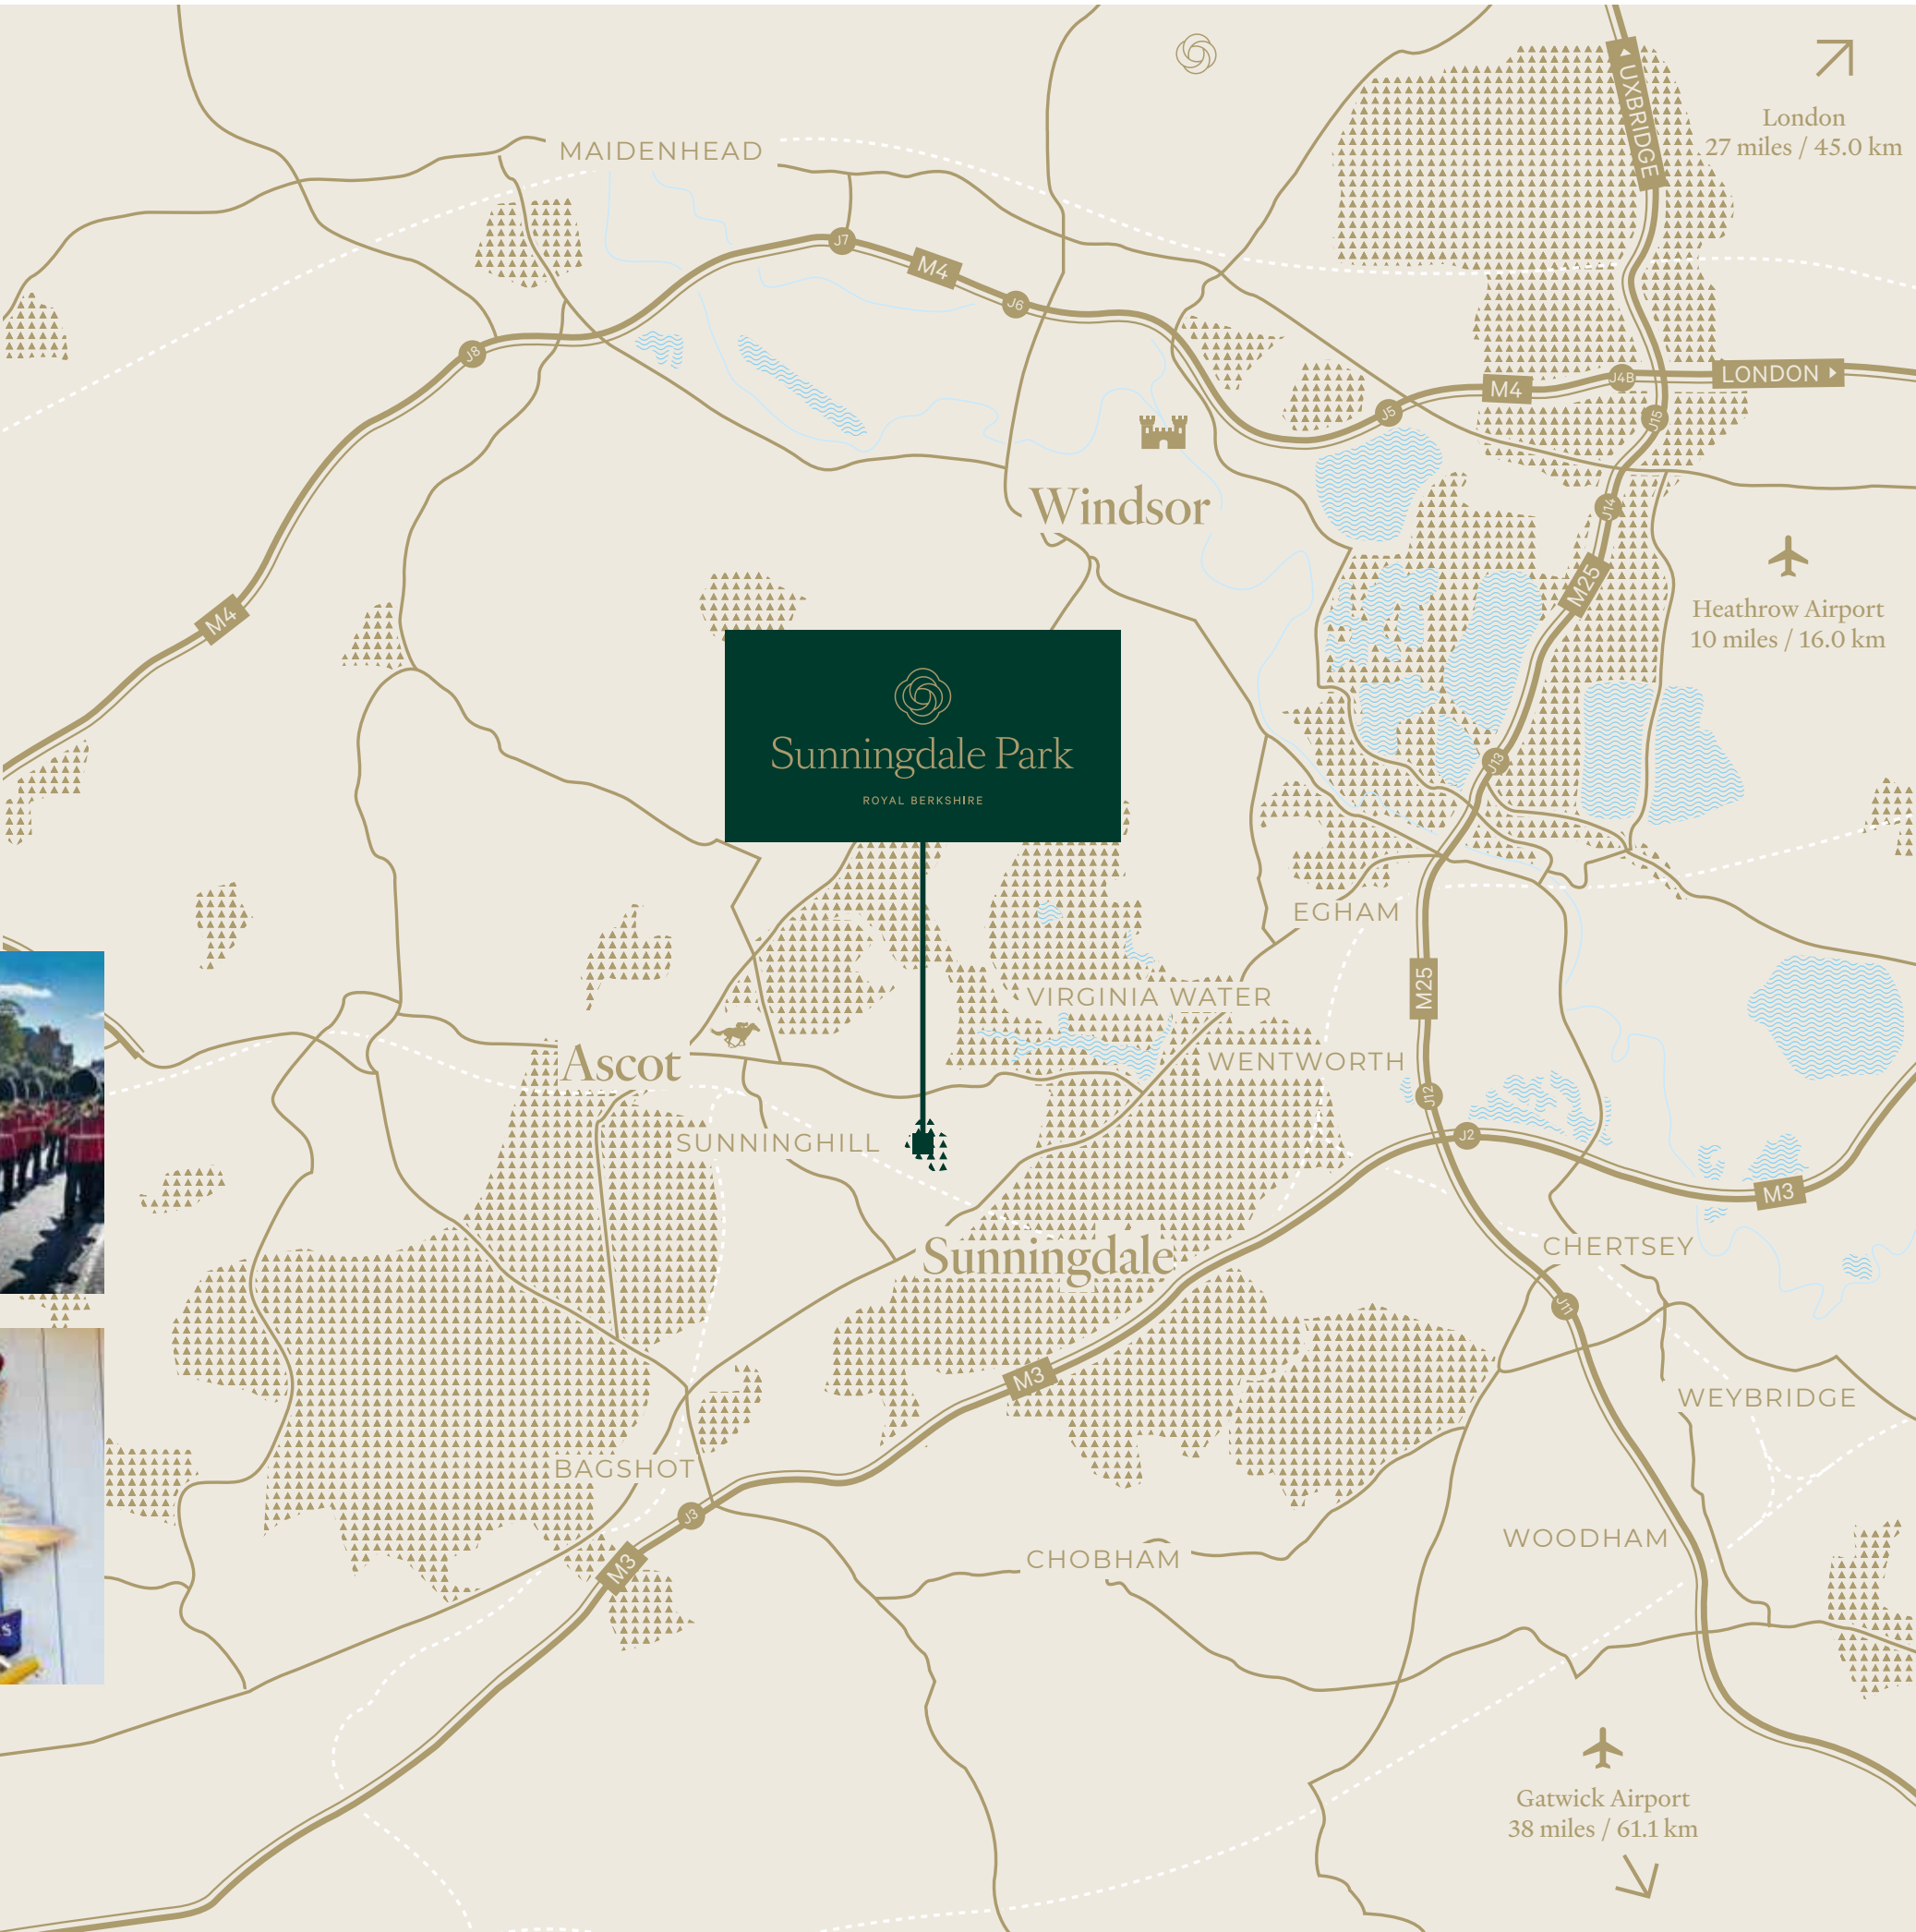 UXBRIDGE
London
27 miles / 45.0 km
MAIDENHEAD
J7
M4
J6
J8
M4
J4B
LONDON
J5
J15
Windsor
J14
M25
Heathrow Airport
10 miles / 16.0 km
M4
Sunningdale Park
ROYAL BERKSHIRE
J13
EGHAM
M25
VIRGINIA WATER
Ascot
WENTWORTH
J12
SUNNINGHILL
J2
M3
Sunningdale
CHERTSEY
J11
M3
WEYBRIDGE
BAGSHOT
J3
WOODHAM
CHOBHAM
M3
Gatwick Airport
38 miles / 61.1 km